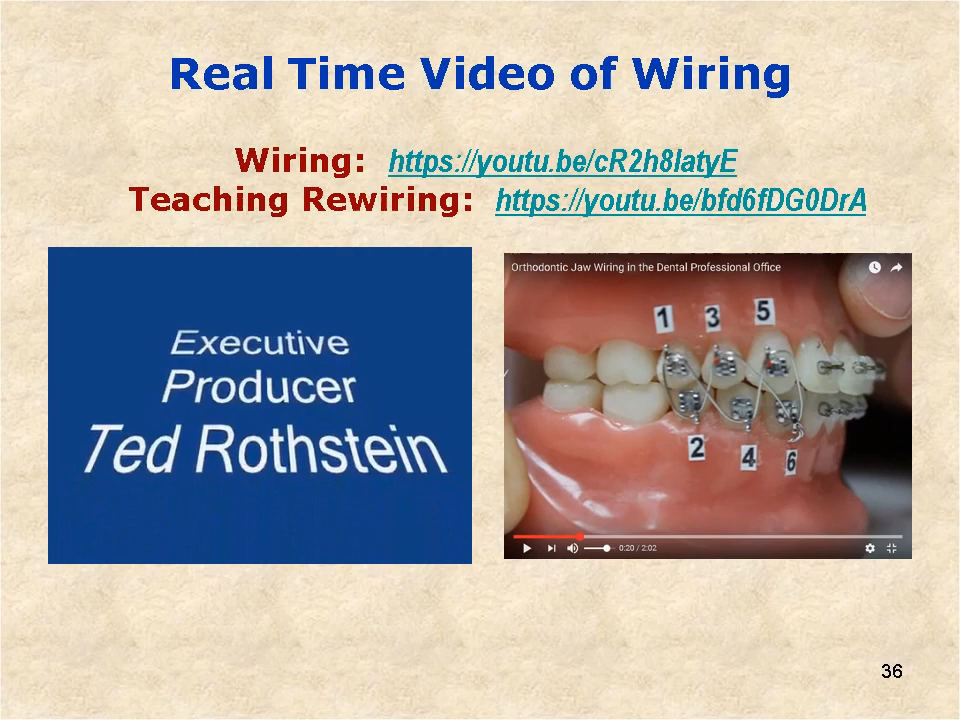 Real Time Video of Wiring
Wiring: https://youtu.be/cR2h8IatyE
Teaching Rewiring: https://youtu.be/bfd6fDG0DrA
Executive
Producer
Ted Rothstein
Orthodontic Jaw Wiring in the Dental Professional Office
1 3 5
2 4 6
0:20 / 2:02
36